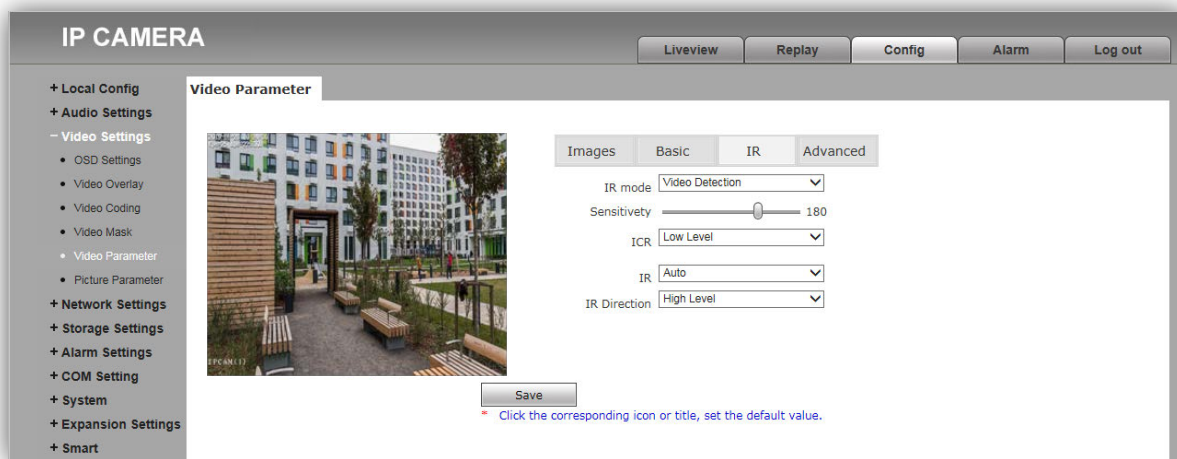 IP CAMERA
Liveview Replay Config Alarm Log out
+ Local Config
+ Audio Settings
− Video Settings
• OSD Settings
• Video Overlay
• Video Coding
• Video Mask
• Video Parameter
• Picture Parameter
+ Network Settings
+ Storage Settings
+ Alarm Settings
+ COM Setting
+ System
+ Expansion Settings
+ Smart
Video Parameter
IPCAM(1)
Images Basic IR Advanced
IR mode Video Detection
Sensitivety 180
ICR Low Level
IR Auto
IR Direction High Level
Save
* Click the corresponding icon or title, set the default value.